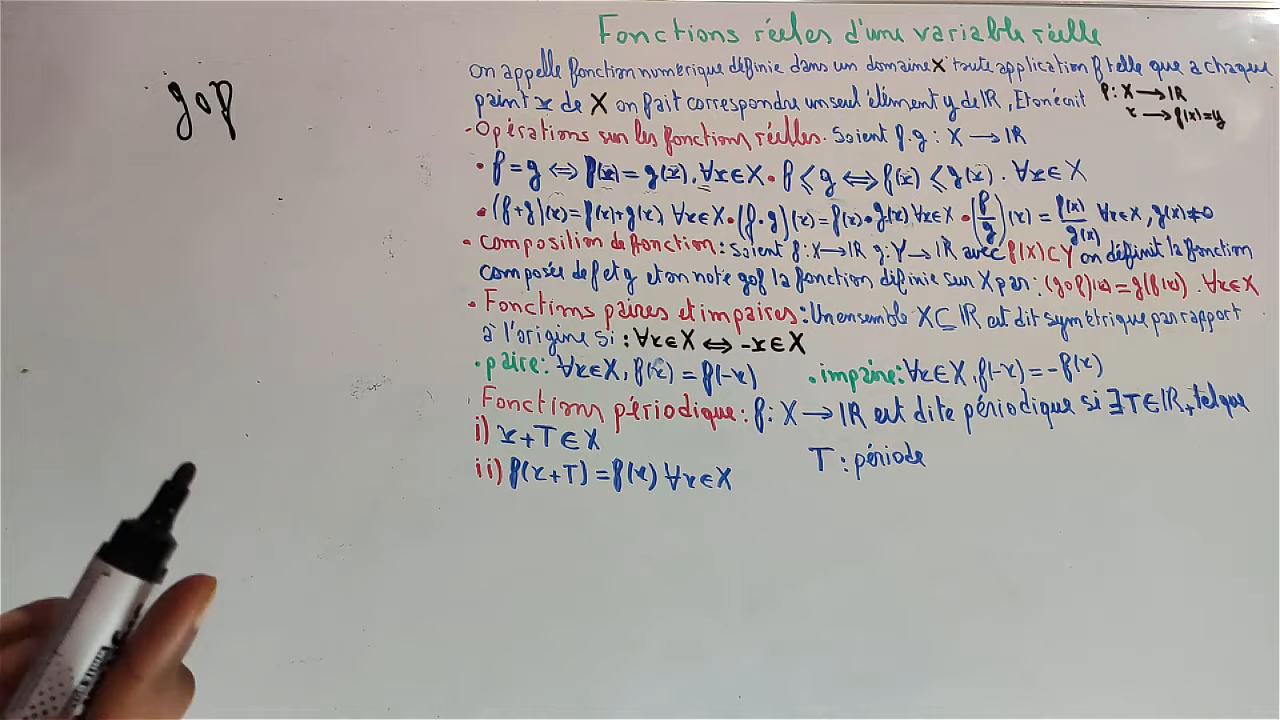 gof
Fonctions réeles d'une variable réelle
on appelle fonction numérique définie dans un domaine X toute application f telle que a chaque
point x de X on fait correspondre un seul élément y de IR, Et on écrit f: X → IR
x → f(x)=y
• Opérations sur les fonctions réelles. Soient f.g: X → IR
• f = g ⇔ f(x) = g(x), ∀x∈X • f ⩽ g ⇔ f(x) ⩽ g(x). ∀x∈X
• (f+g)(x)=f(x)+g(x), ∀x∈X • (f·g)(x)=f(x)•g(x) ∀x∈X • (f/g)(x) = f(x)/g(x) ∀x∈X, g(x)≠0
• composition de fonction: Soient f: X→IR g: Y→IR avec f(X)⊂Y on définit la fonction
composée de f et g et on note gof la fonction définie sur X par: (gof)(x)=g(f(x)). ∀x∈X
• Fonctions paires et impaires: Un ensemble X⊆IR est dit symétrique par rapport
à l'origine si: ∀x∈X ⇔ -x∈X
• paire: ∀x∈X, f(x) = f(-x) • impaire: ∀x∈X, f(-x) = -f(x)
Fonctions périodique: f: X → IR est dite périodique si ∃T∈IR+ tel que
i) x+T∈X
T: période
ii) f(x+T) = f(x) ∀x∈X